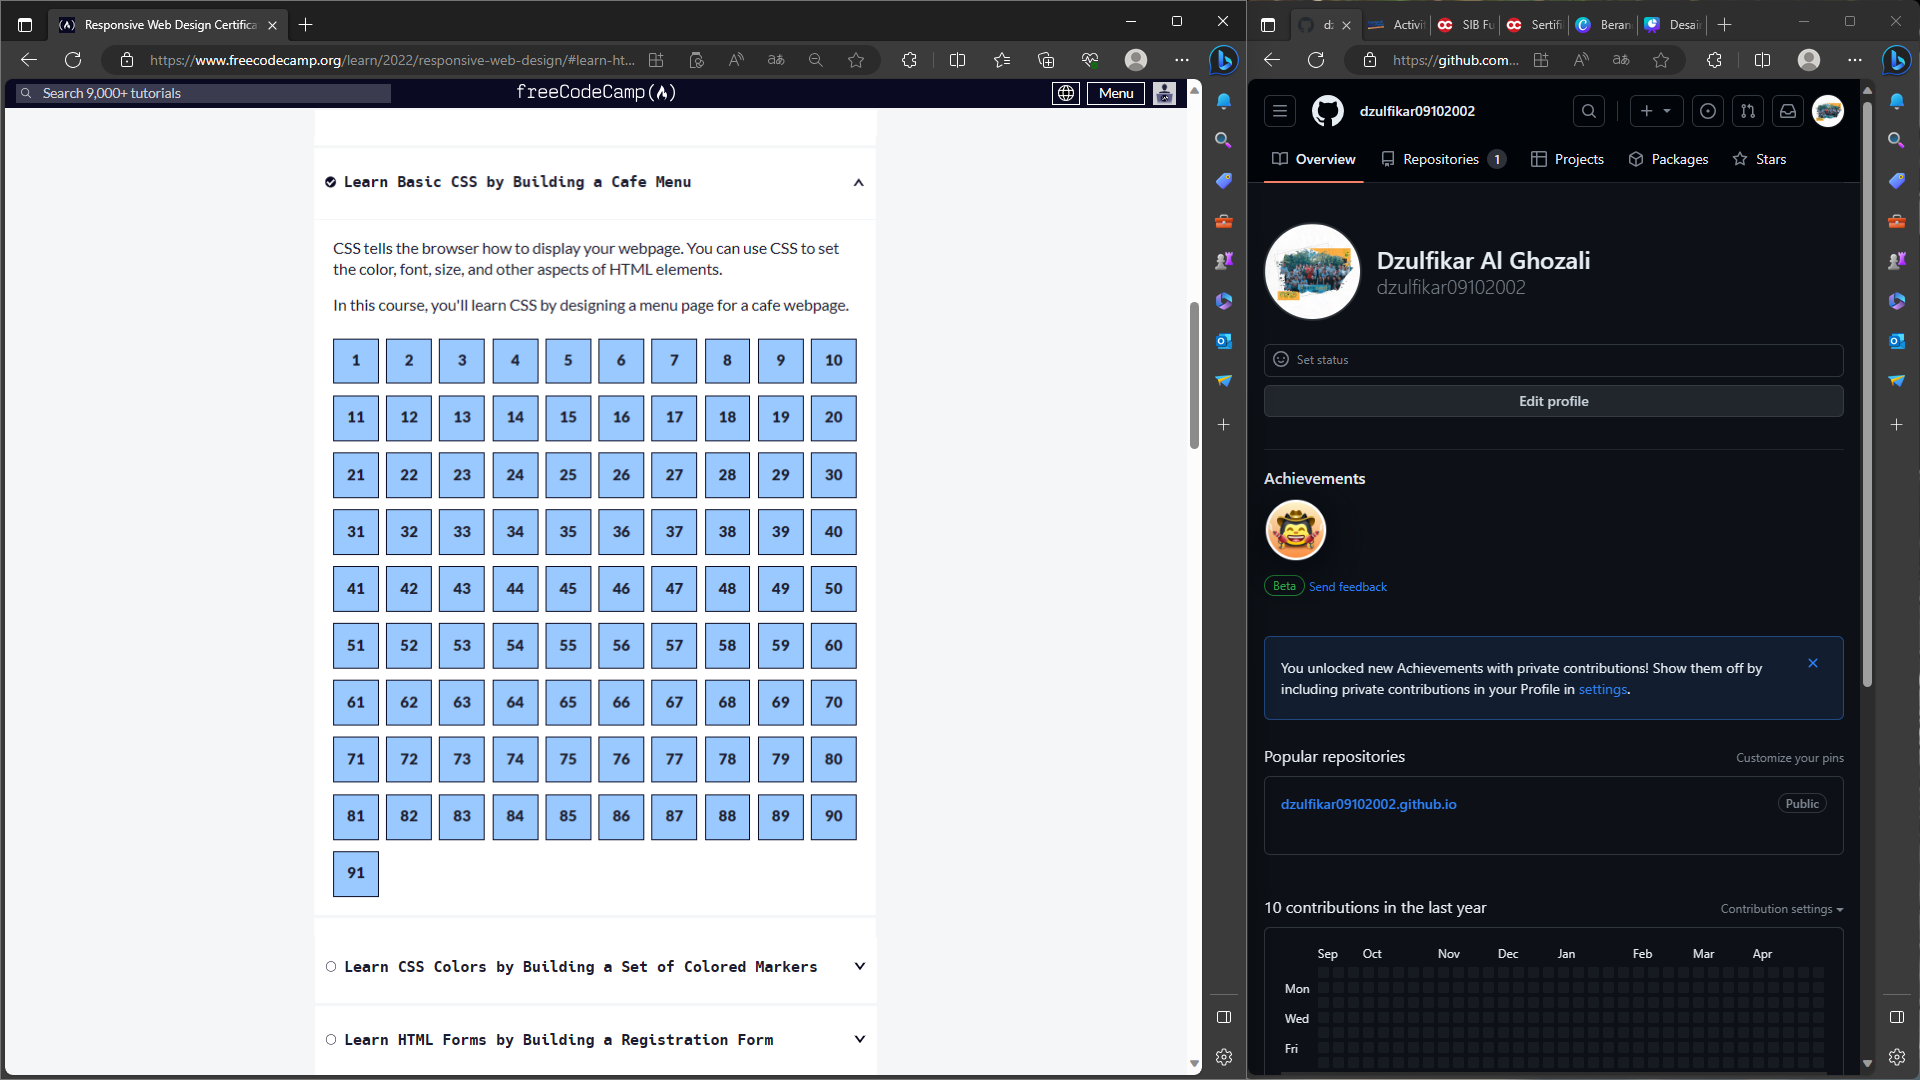 Responsive Web Design Certifica
https://www.freecodecamp.org/learn/2022/responsive-web-design/#learn-ht...
Search 9,000+ tutorials
freeCodeCamp
Menu
Learn Basic CSS by Building a Cafe Menu
CSS tells the browser how to display your webpage. You can use CSS to set
the color, font, size, and other aspects of HTML elements.
In this course, you'll learn CSS by designing a menu page for a cafe webpage.
1 2 3 4 5 6 7 8 9 10
11 12 13 14 15 16 17 18 19 20
21 22 23 24 25 26 27 28 29 30
31 32 33 34 35 36 37 38 39 40
41 42 43 44 45 46 47 48 49 50
51 52 53 54 55 56 57 58 59 60
61 62 63 64 65 66 67 68 69 70
71 72 73 74 75 76 77 78 79 80
81 82 83 84 85 86 87 88 89 90
91
Learn CSS Colors by Building a Set of Colored Markers
Learn HTML Forms by Building a Registration Form
dz Activit SIB Fu Sertifi Beran Desai
https://github.com...
dzulfikar09102002
Overview Repositories 1 Projects Packages Stars
Dzulfikar Al Ghozali
dzulfikar09102002
Set status
Edit profile
Achievements
Beta Send feedback
You unlocked new Achievements with private contributions! Show them off by
including private contributions in your Profile in settings.
Popular repositories Customize your pins
dzulfikar09102002.github.io Public
10 contributions in the last year Contribution settings
Sep Oct Nov Dec Jan Feb Mar Apr
Mon
Wed
Fri